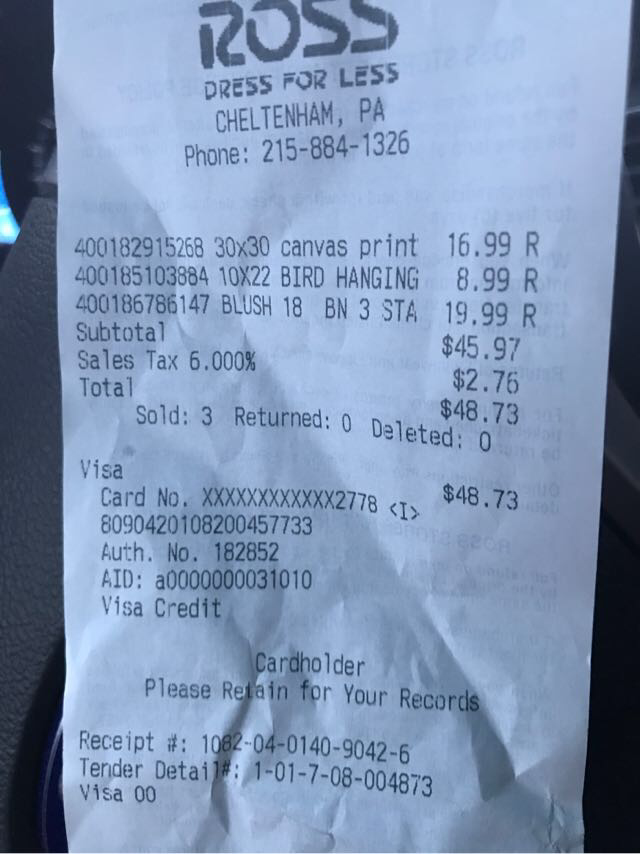 ROSS
DRESS FOR LESS
CHELTENHAM, PA
Phone: 215-884-1326
400182915268 30x30 canvas print 16.99 R
400185103884 10X22 BIRD HANGING 8.99 R
400186786147 BLUSH 18 BN 3 STA 19.99 R
Subtotal $45.97
Sales Tax 6.000% $2.76
Total $48.73
Sold: 3 Returned: 0 Deleted: 0
Visa $48.73
Card No. XXXXXXXXXXXX2778 <I>
8090420108200457733
Auth. No. 182852
AID: a0000000031010
Visa Credit
Cardholder
Please Retain for Your Records
Receipt #: 1082-04-0140-9042-6
Tender Detail#: 1-01-7-08-004873
Visa 00